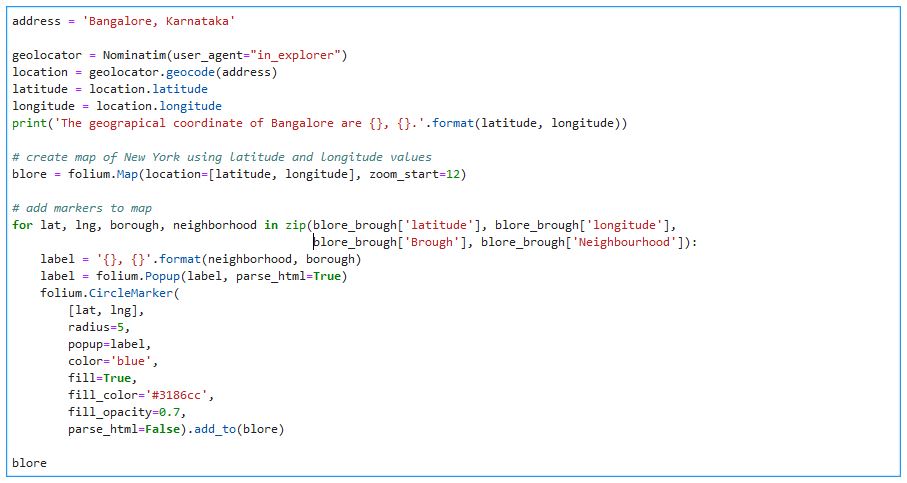 address = 'Bangalore, Karnataka'
geolocator = Nominatim(user_agent="in_explorer")
location = geolocator.geocode(address)
latitude = location.latitude
longitude = location.longitude
print('The geograpical coordinate of Bangalore are {}, {}.'.format(latitude, longitude))
# create map of New York using latitude and longitude values
blore = folium.Map(location=[latitude, longitude], zoom_start=12)
# add markers to map
for lat, lng, borough, neighborhood in zip(blore_brough['latitude'], blore_brough['longitude'],
                                           blore_brough['Brough'], blore_brough['Neighbourhood']):
    label = '{}, {}'.format(neighborhood, borough)
    label = folium.Popup(label, parse_html=True)
    folium.CircleMarker(
        [lat, lng],
        radius=5,
        popup=label,
        color='blue',
        fill=True,
        fill_color='#3186cc',
        fill_opacity=0.7,
        parse_html=False).add_to(blore)
blore